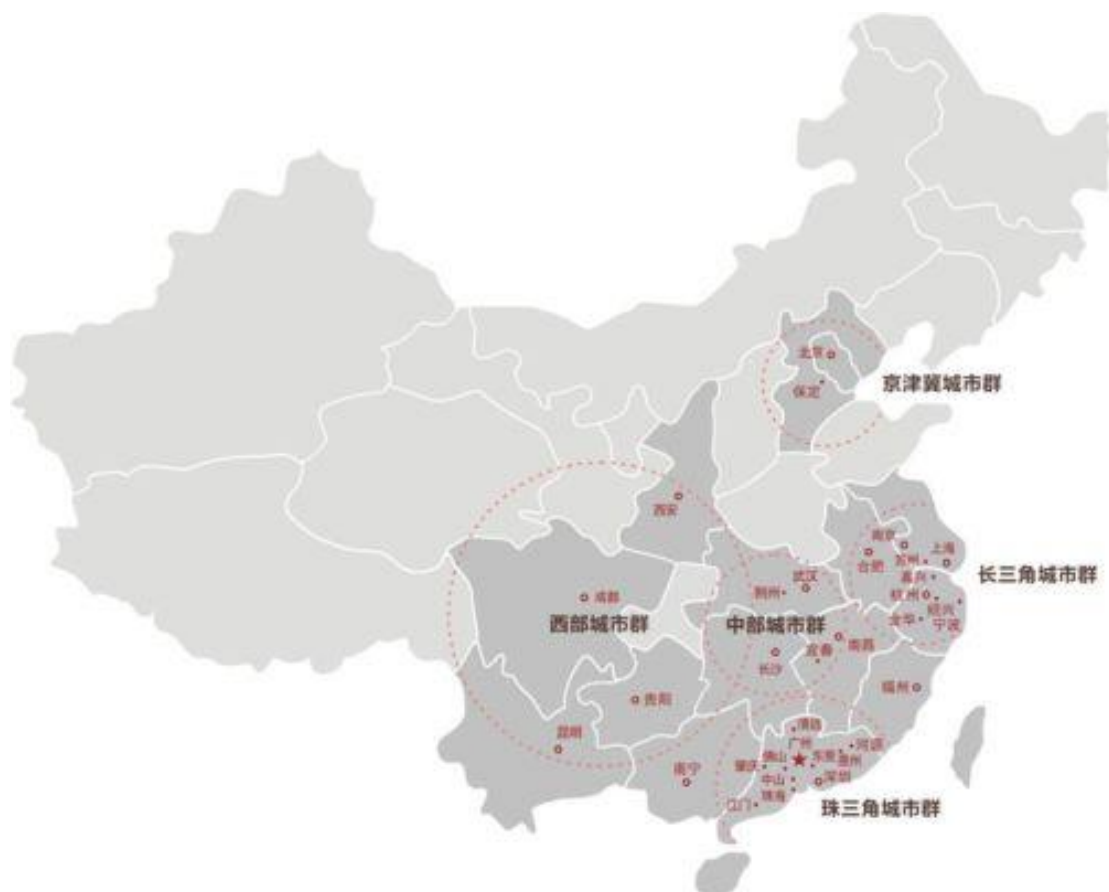 北京
保定
京津冀城市群
西安
南京
合肥
苏州
上海
嘉兴
长三角城市群
杭州
绍兴
宁波
金华
武汉
荆州
成都
西部城市群
中部城市群
宜春
南昌
长沙
贵阳
福州
昆明
清远
广州
河源
佛山
东莞
惠州
肇庆
南宁
深圳
中山
珠海
江门
珠三角城市群